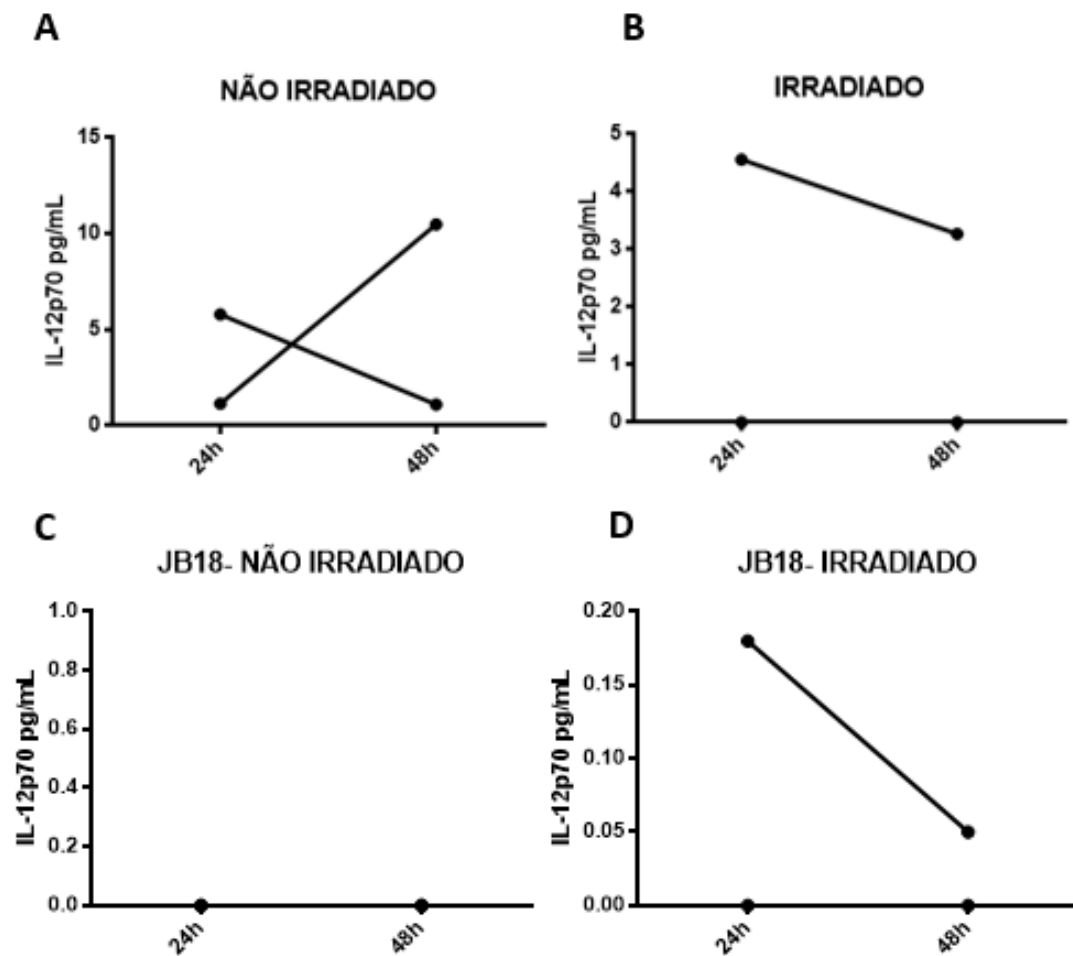 A
NÃO IRRADIADO
IL-12p70 pg/mL
15
10
5
0
24h
48h
B
IRRADIADO
IL-12p70 pg/mL
5
4
3
2
1
0
24h
48h
C
JB18- NÃO IRRADIADO
IL-12p70 pg/mL
1.0
0.8
0.6
0.4
0.2
0.0
24h
48h
D
JB18- IRRADIADO
IL-12p70 pg/mL
0.20
0.15
0.10
0.05
0.00
24h
48h